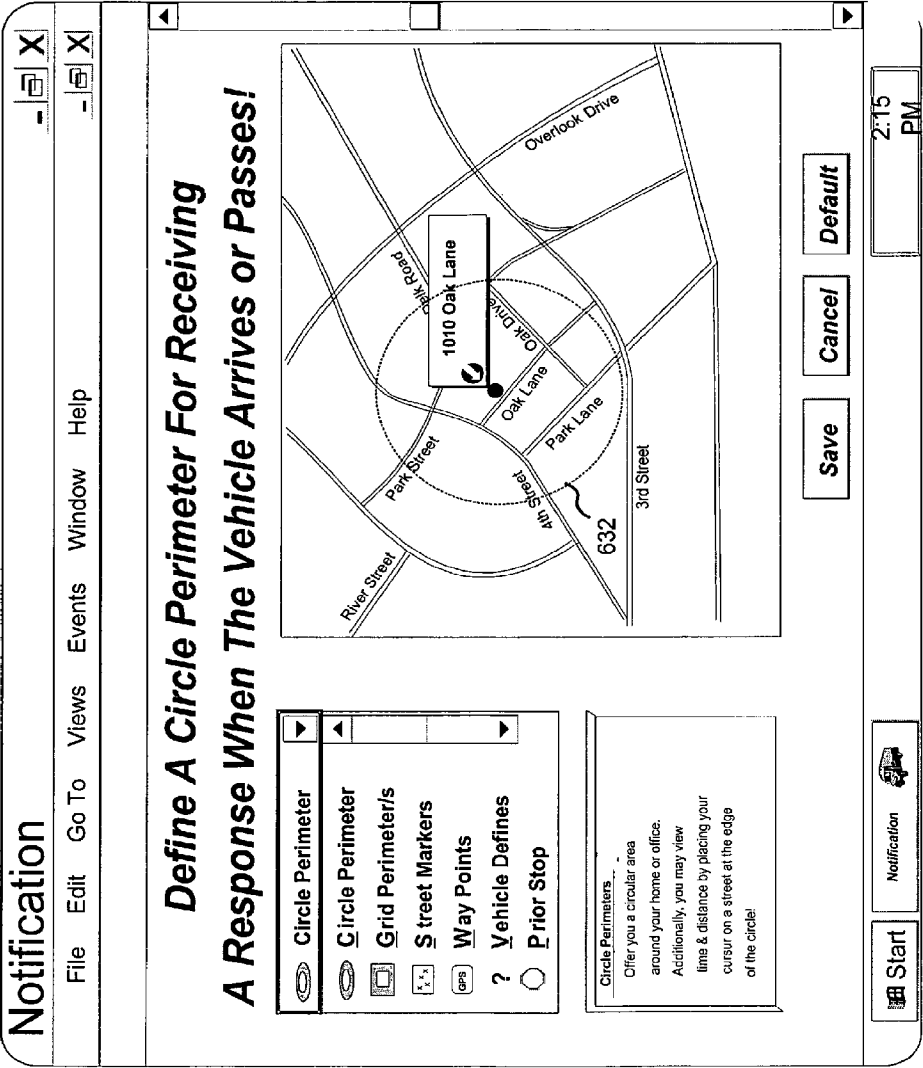 Notification
File Edit Go To Views Events Window Help
Define A Circle Perimeter For Receiving
A Response When The Vehicle Arrives or Passes!
Circle Perimeter
Circle Perimeter
Grid Perimeter/s
Street Markers
Way Points
? Vehicle Defines
Prior Stop
GPS
Circle Perimeters
Offer you a circular area
around your home or office.
Additionally, you may view
time & distance by placing your
cursur on a street at the edge
of the circle!
River Street
Park Street
4th Street
Oak Lane
Park Lane
Oak Drive
1010 Oak Lane
Road
Overlook Drive
3rd Street
632
Save
Cancel
Default
Start
Notification
2:15
PM